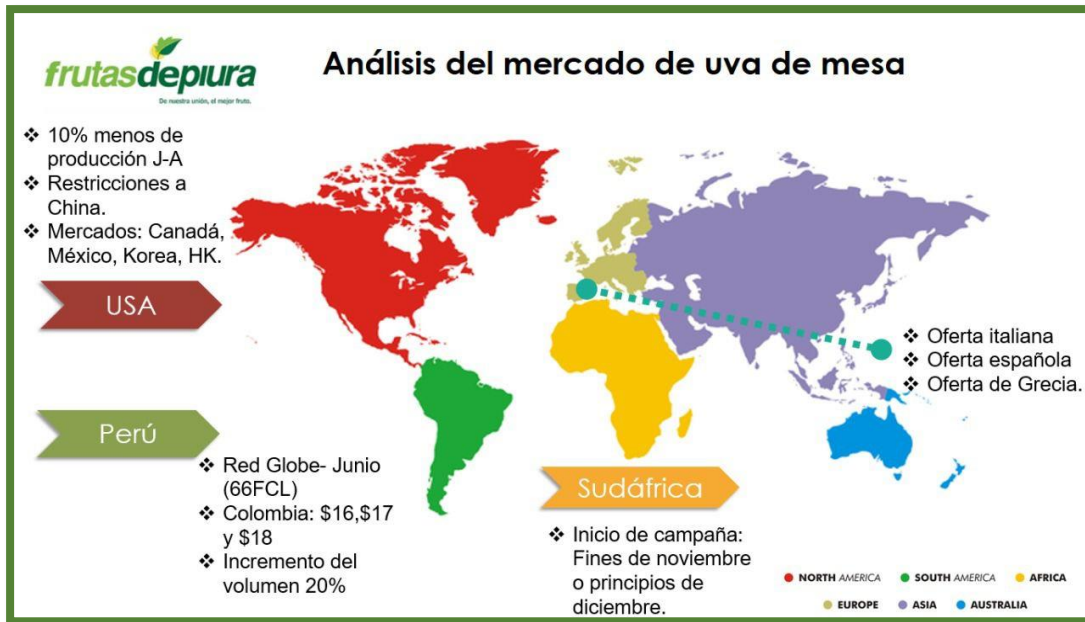 frutasdepiura
De nuestra unión, el mejor fruto.
Análisis del mercado de uva de mesa
❖ 10% menos de
producción J-A
❖ Restricciones a
China.
❖ Mercados: Canadá,
México, Korea, HK.
USA
❖ Oferta italiana
❖ Oferta española
❖ Oferta de Grecia.
Perú
❖ Red Globe- Junio
(66FCL)
❖ Colombia: $16,$17
y $18
❖ Incremento del
volumen 20%
Sudáfrica
❖ Inicio de campaña:
Fines de noviembre
o principios de
diciembre.
NORTH AMERICA
SOUTH AMERICA
AFRICA
EUROPE
ASIA
AUSTRALIA